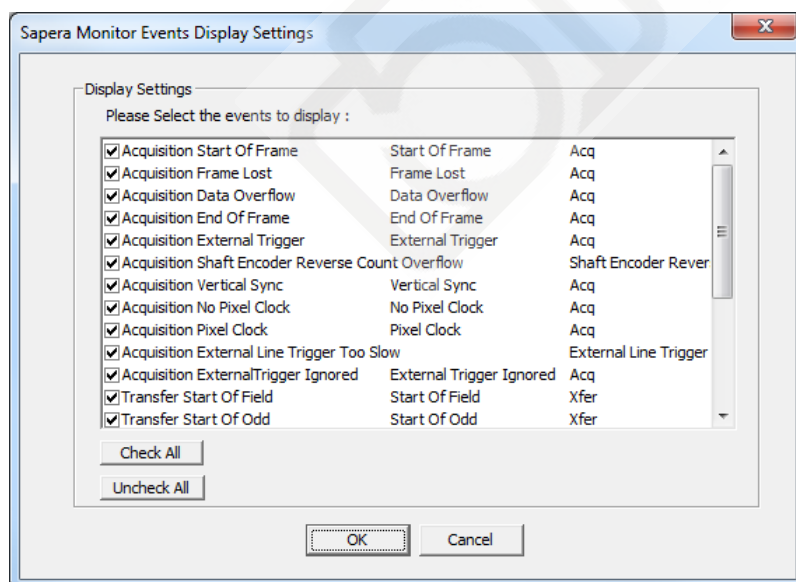 Sapera Monitor Events Display Settings
Display Settings
Please Select the events to display :
Acquisition Start Of Frame Start Of Frame Acq
Acquisition Frame Lost Frame Lost Acq
Acquisition Data Overflow Data Overflow Acq
Acquisition End Of Frame End Of Frame Acq
Acquisition External Trigger External Trigger Acq
Acquisition Shaft Encoder Reverse Count Overflow Shaft Encoder Rever
Acquisition Vertical Sync Vertical Sync Acq
Acquisition No Pixel Clock No Pixel Clock Acq
Acquisition Pixel Clock Pixel Clock Acq
Acquisition External Line Trigger Too Slow External Line Trigger
Acquisition ExternalTrigger Ignored External Trigger Ignored Acq
Transfer Start Of Field Start Of Field Xfer
Transfer Start Of Odd Start Of Odd Xfer
Check All
Uncheck All
OK Cancel